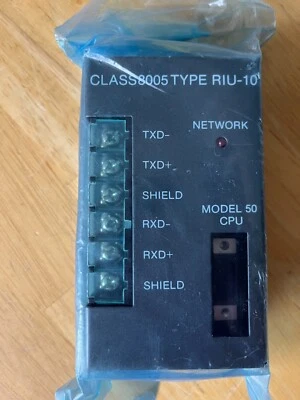 CLASS8005 TYPE RIU-10
TXD-
NETWORK
TXD+
SHIELD
MODEL 50
CPU
RXD-
RXD+
SHIELD